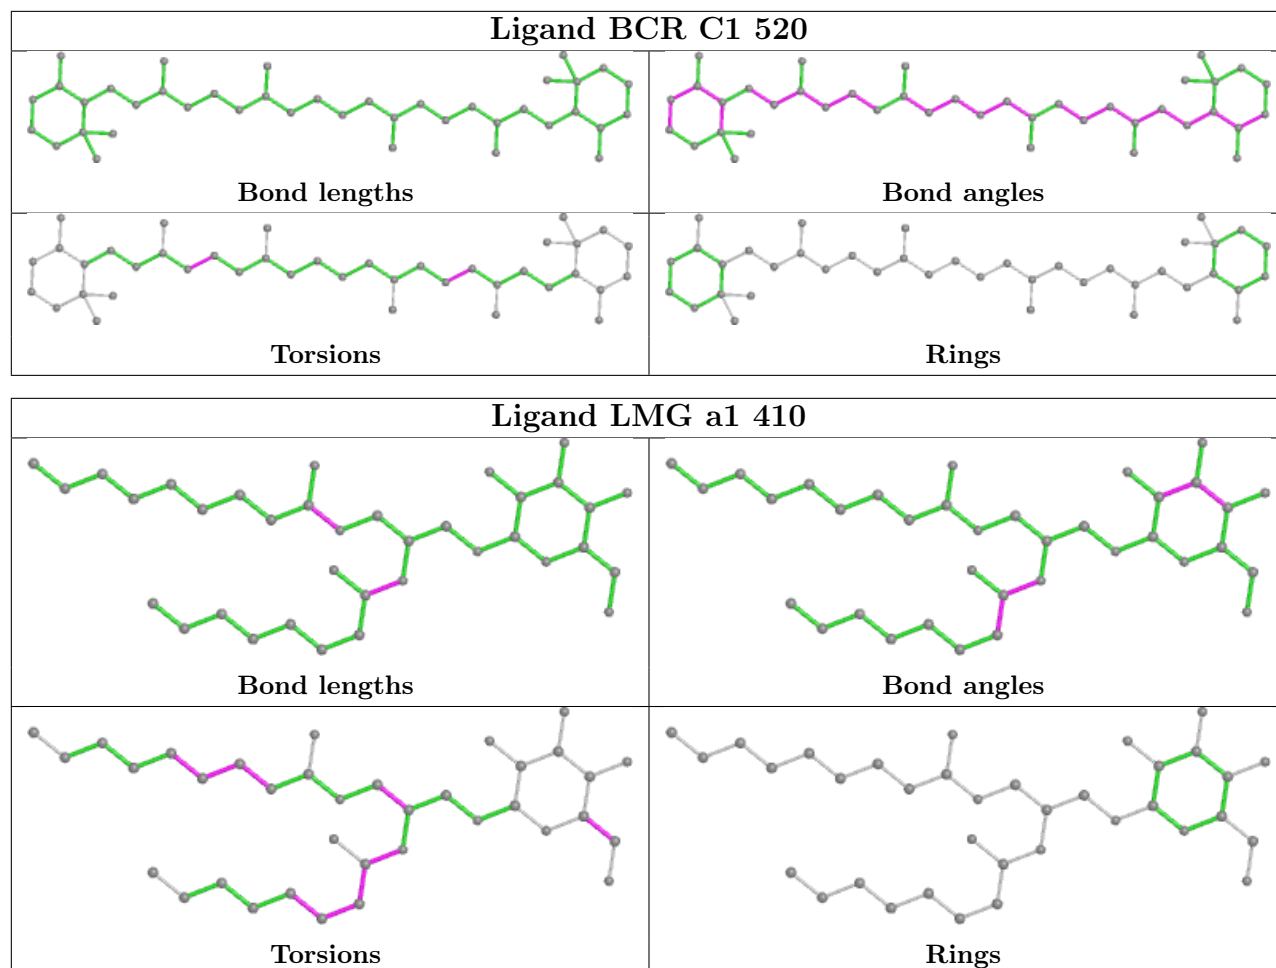 Ligand BCR C1 520
Bond lengths
Bond angles
Torsions
Rings
Ligand LMG a1 410
Bond lengths
Bond angles
Torsions
Rings